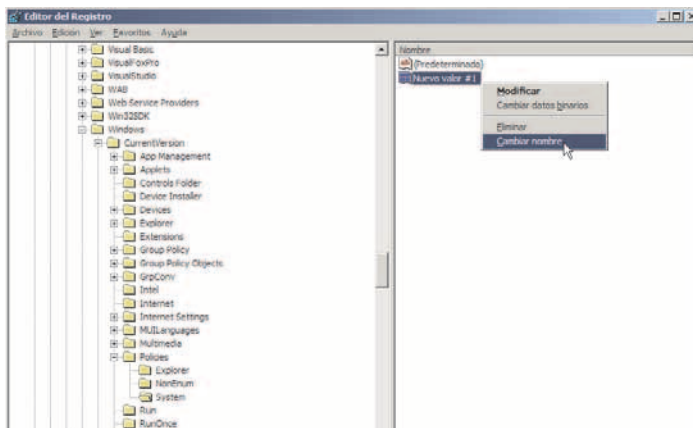 Editor del Registro
Archivo Edición Ver Favoritos Ayuda
Visual Basic
VisualFoxPro
VisualStudio
WAB
Web Service Providers
Win32SDK
Windows
CurrentVersion
App Management
Applets
Controls Folder
Device Installer
Devices
Explorer
Extensions
Group Policy
Group Policy Objects
GrpConv
Intel
Internet
Internet Settings
MUILanguages
Multimedia
Policies
Explorer
NonEnum
System
Run
RunOnce
Nombre
ab (Predeterminado)
Nuevo valor #1
Modificar
Cambiar datos binarios
Eliminar
Cambiar nombre